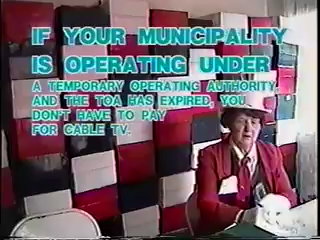 IF YOUR MUNICIPALITY
IS OPERATING UNDER
A TEMPORARY OPERATING AUTHORITY
AND THE TOA HAS EXPIRED, YOU
DON'T HAVE TO PAY
FOR CABLE TV.